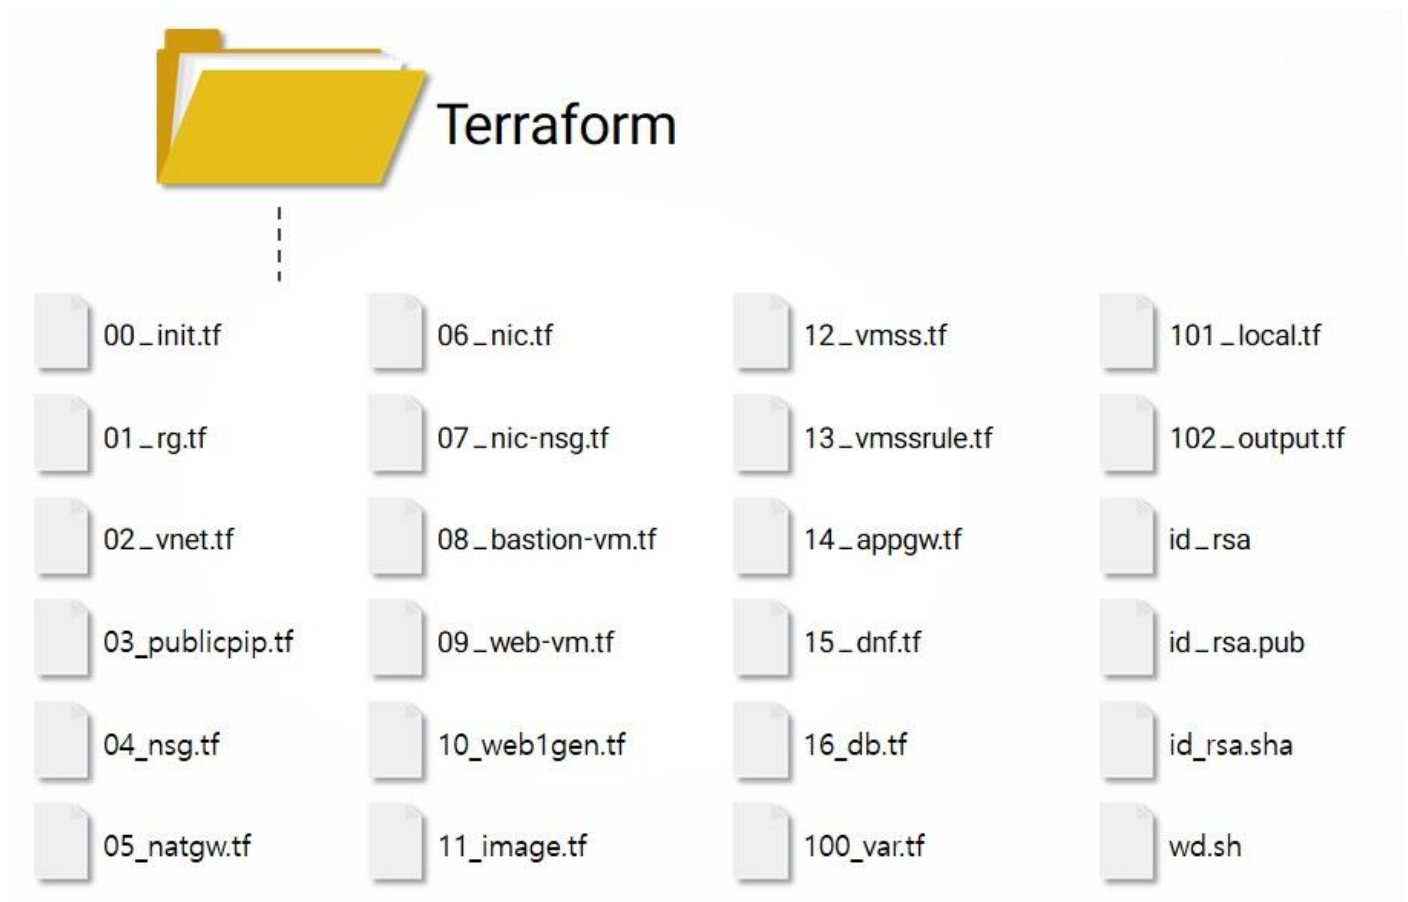 Terraform
00_init.tf
01_rg.tf
02_vnet.tf
03_publicpip.tf
04_nsg.tf
05_natgw.tf
06_nic.tf
07_nic-nsg.tf
08_bastion-vm.tf
09_web-vm.tf
10_web1gen.tf
11_image.tf
12_vmss.tf
13_vmssrule.tf
14_appgw.tf
15_dnf.tf
16_db.tf
100_var.tf
101_local.tf
102_output.tf
id_rsa
id_rsa.pub
id_rsa.sha
wd.sh